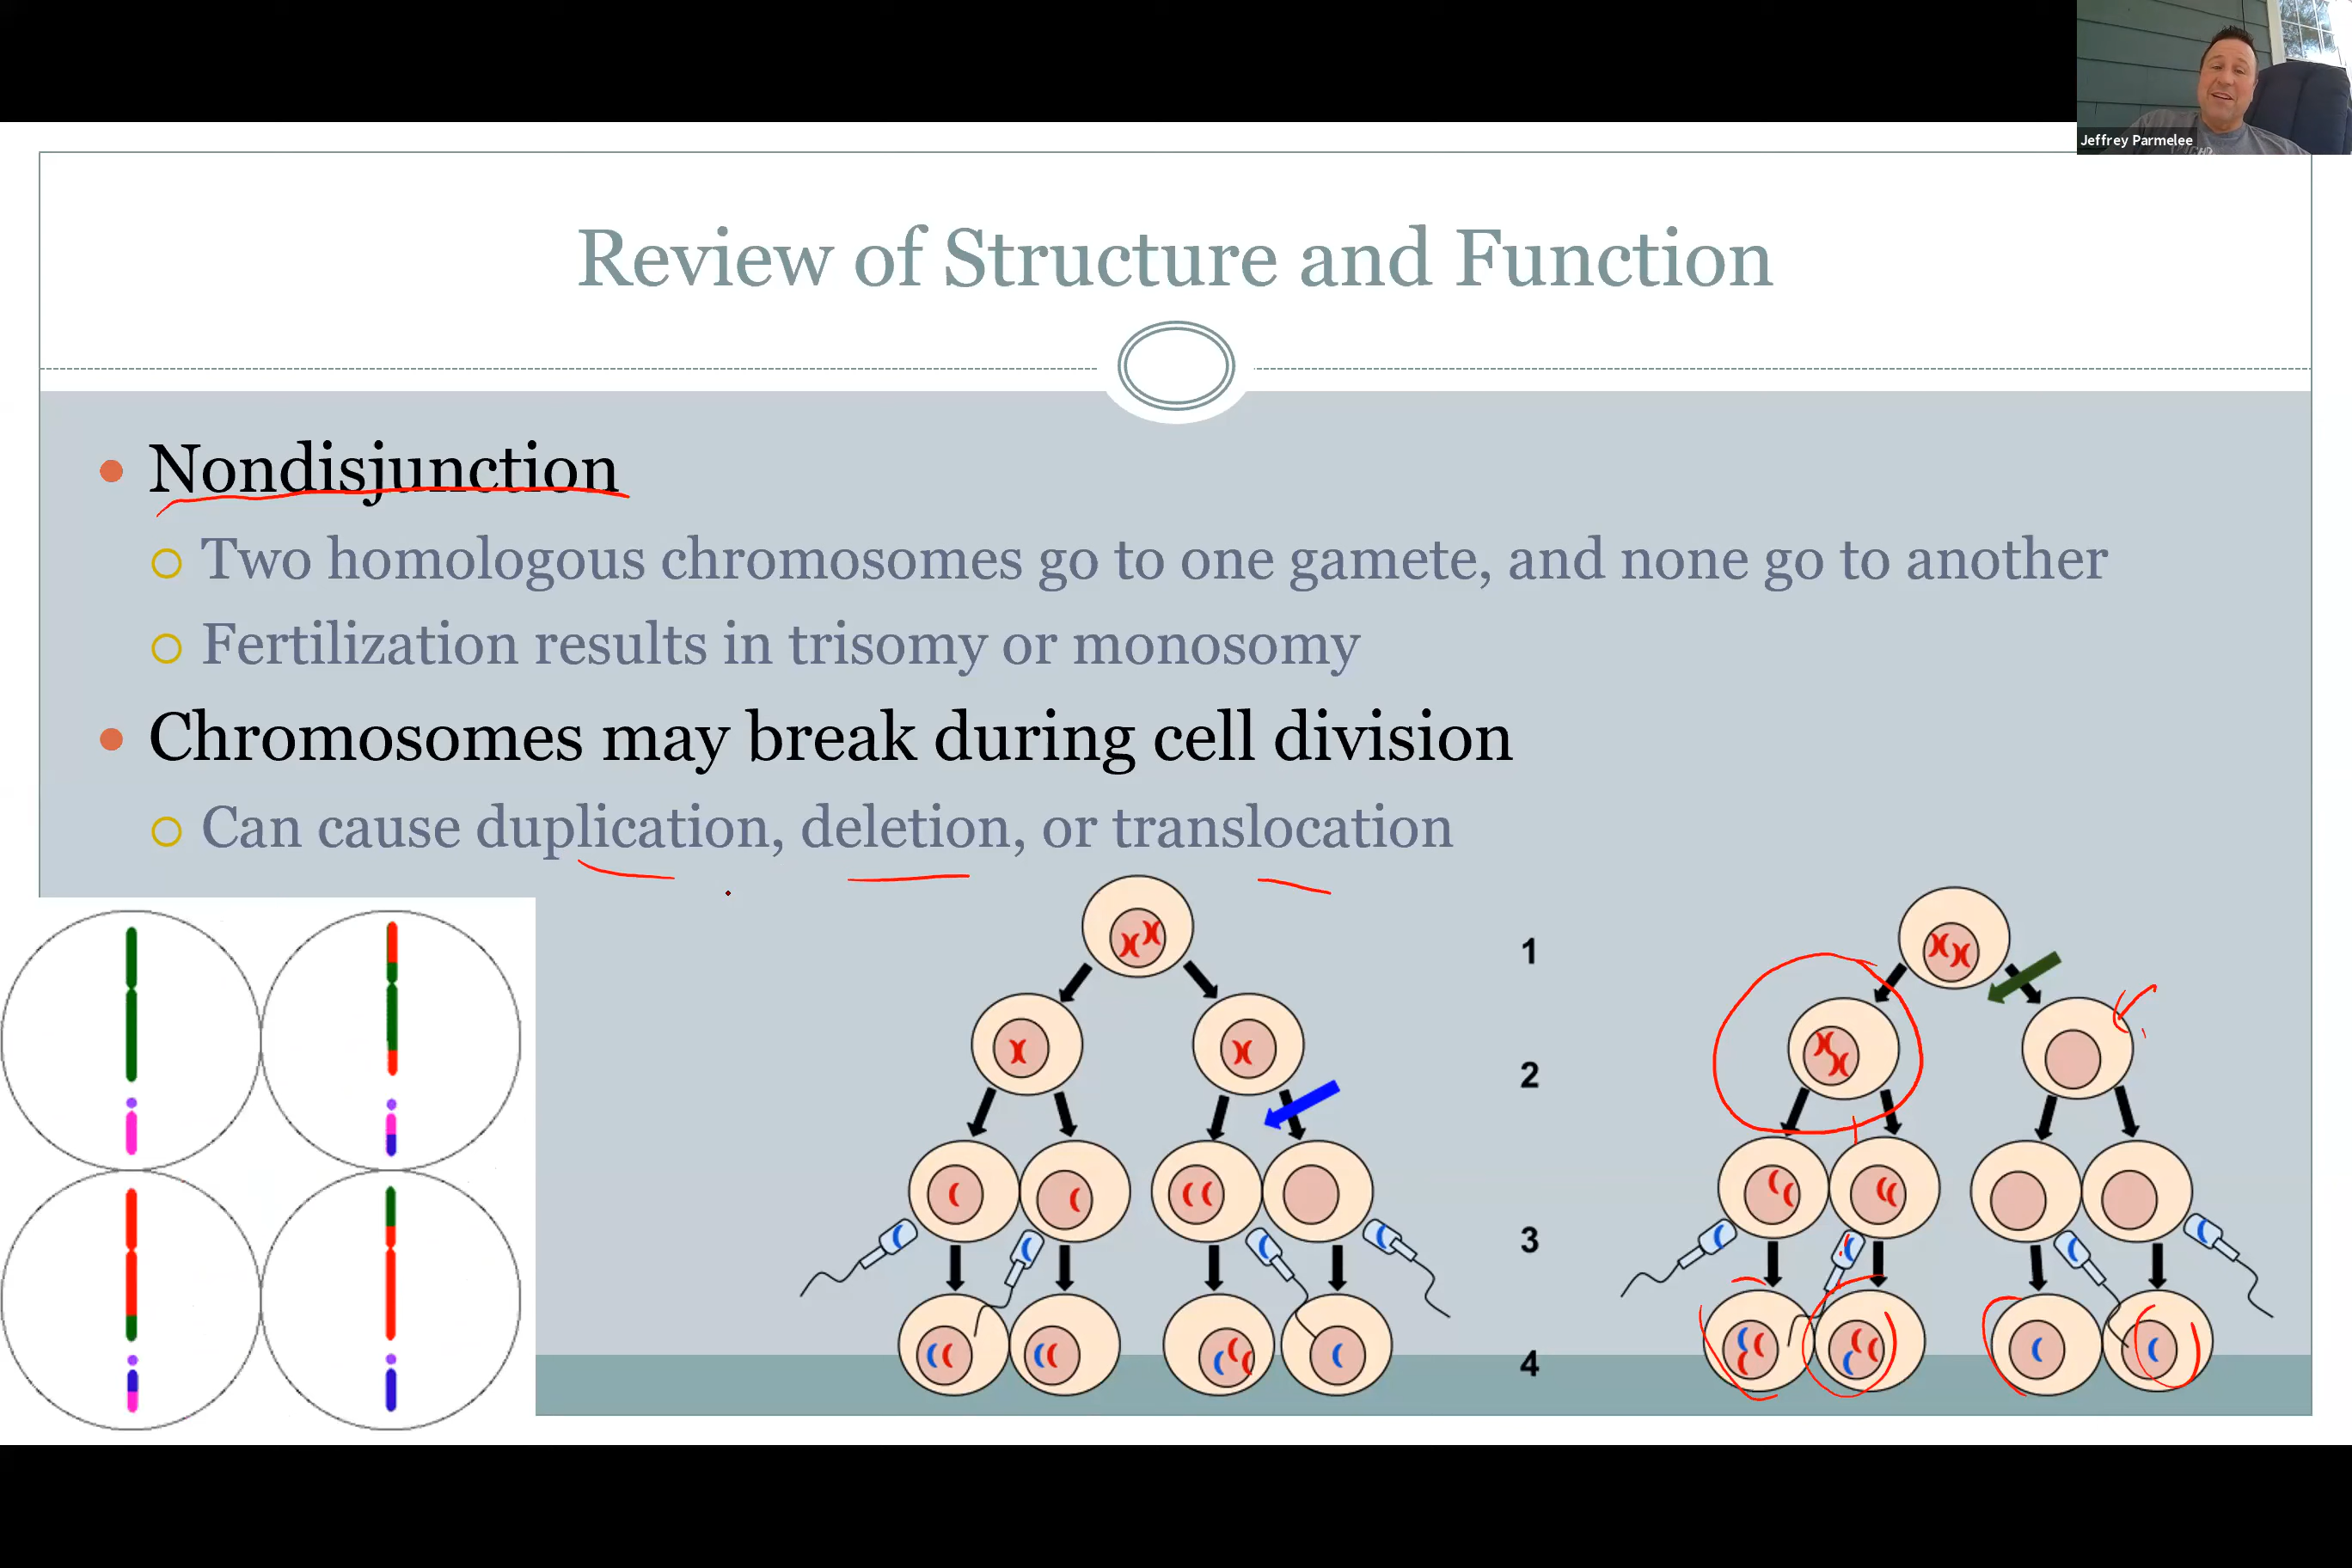 Jeffrey Parmelee
Review of Structure and Function
Nondisjunction
Two homologous chromosomes go to one gamete, and none go to another
Fertilization results in trisomy or monosomy
Chromosomes may break during cell division
Can cause duplication, deletion, or translocation
1
2
3
4